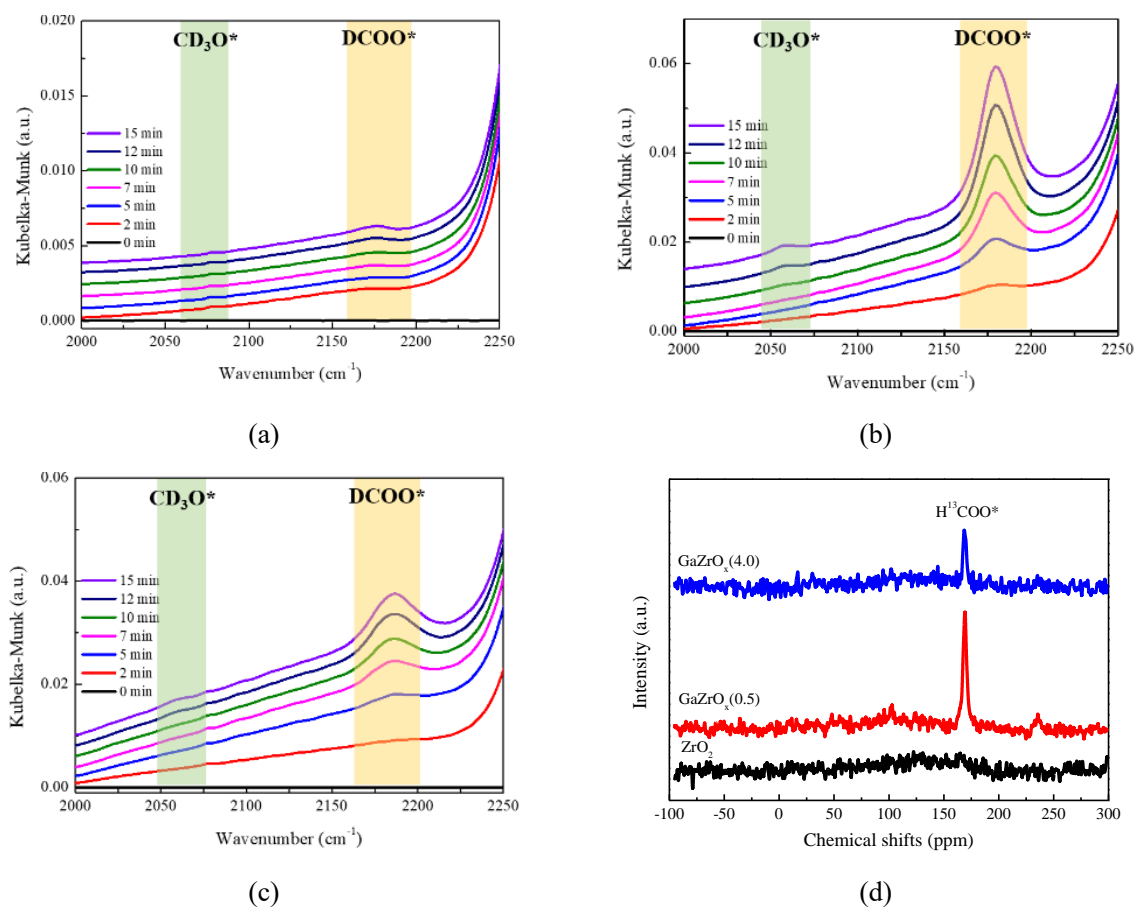 CD₃O* DCOO*
Kubelka-Munk (a.u.)
0.020
0.015
0.010
0.005
0.000
15 min
12 min
10 min
7 min
5 min
2 min
0 min
2000 2050 2100 2150 2200 2250
Wavenumber (cm⁻¹)
(a)
CD₃O* DCOO*
Kubelka-Munk (a.u.)
0.06
0.04
0.02
0.00
15 min
12 min
10 min
7 min
5 min
2 min
0 min
2000 2050 2100 2150 2200 2250
Wavenumber (cm⁻¹)
(b)
CD₃O* DCOO*
Kubelka-Munk (a.u.)
0.06
0.04
0.02
0.00
15 min
12 min
10 min
7 min
5 min
2 min
0 min
2000 2050 2100 2150 2200 2250
Wavenumber (cm⁻¹)
(c)
H¹³COO*
Intensity (a.u.)
GaZrOₓ(4.0)
GaZrOₓ(0.5)
ZrO₂
-100 -50 0 50 100 150 200 250 300
Chemical shifts (ppm)
(d)